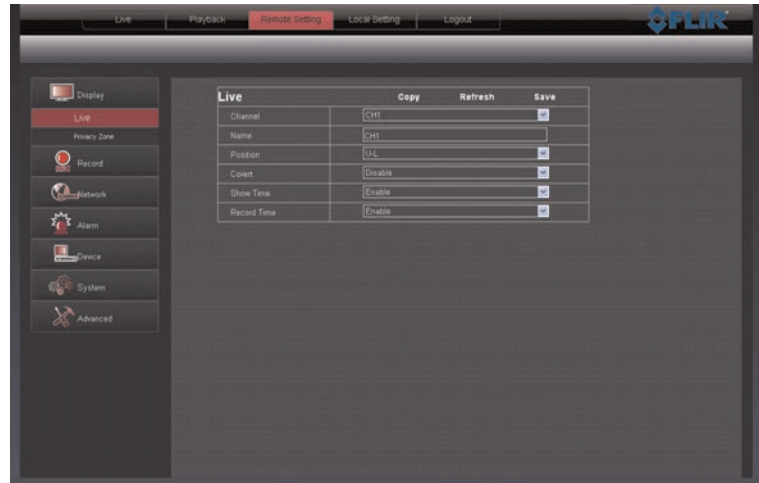 Live Playback Remote Setting Local Setting Logout
FLIR
Display
Live
Privacy Zone
Record
Network
Alarm
Device
System
Advanced
Live Copy Refresh Save
Channel CH1
Name CH1
Position U-L
Covert Disable
Show Time Enable
Record Time Enable